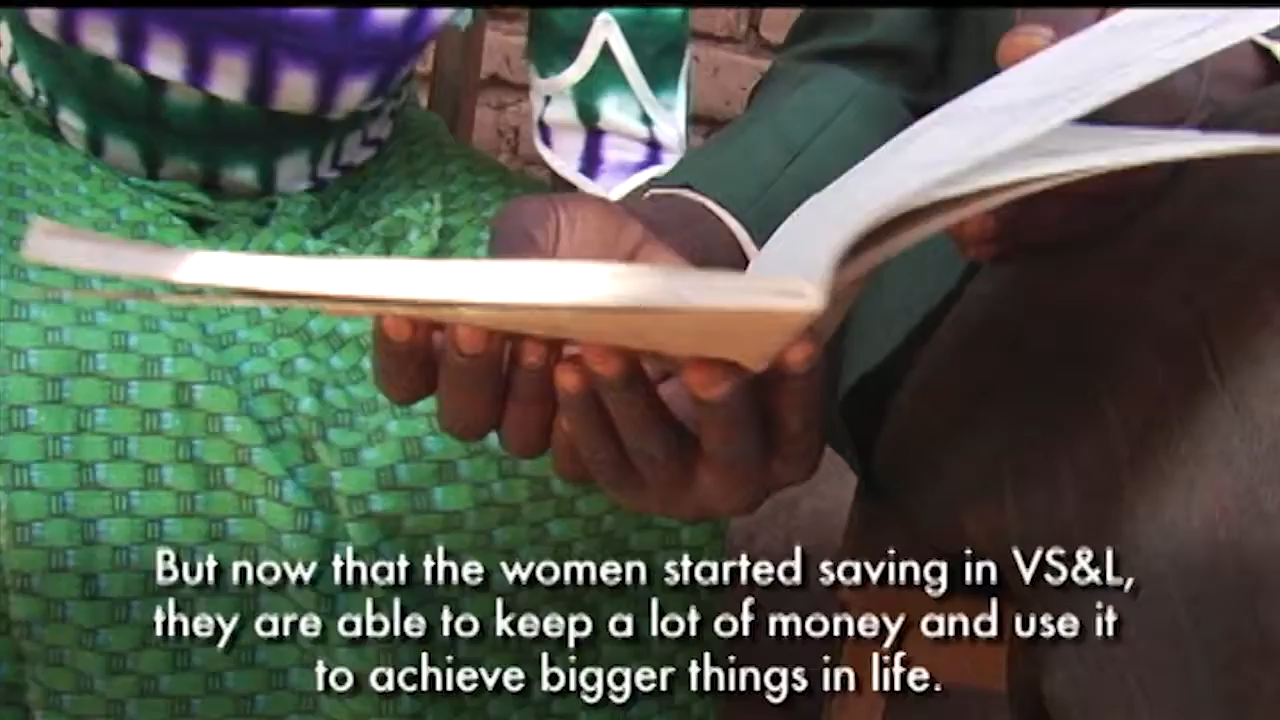 But now that the women started saving in VS&L,
they are able to keep a lot of money and use it
to achieve bigger things in life.